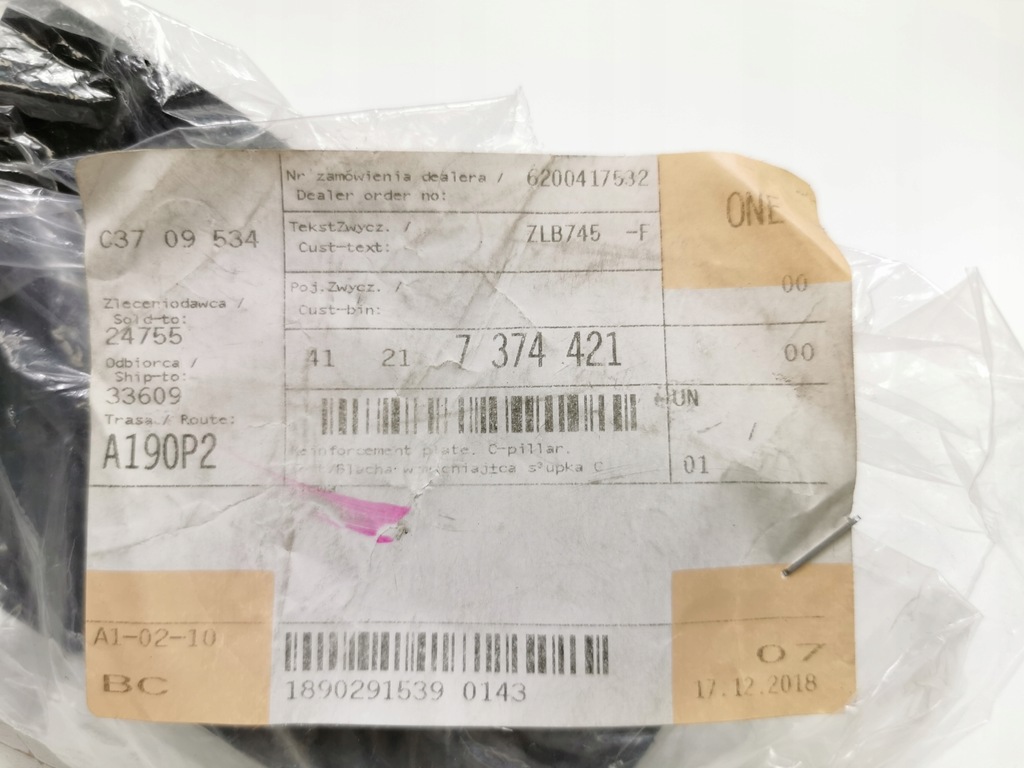 Nr zamówienia dealera / 6200417532
Dealer order no:
ONE
C37 09 534
TekstZwycz. / ZLB745 -F
Cust-text:
Poj.Zwycz. /
Cust-bin:
00
Zleceniodawca /
Sold-to:
24755
41 21 7 374 421 00
Odbiorca /
Ship-to:
33609
UN
Trasa / Route:
A190P2
Reinforcement plate. C-pillar.
słupka C
01
A1-02-10
BC
1890291539 0143
07
17.12.2018